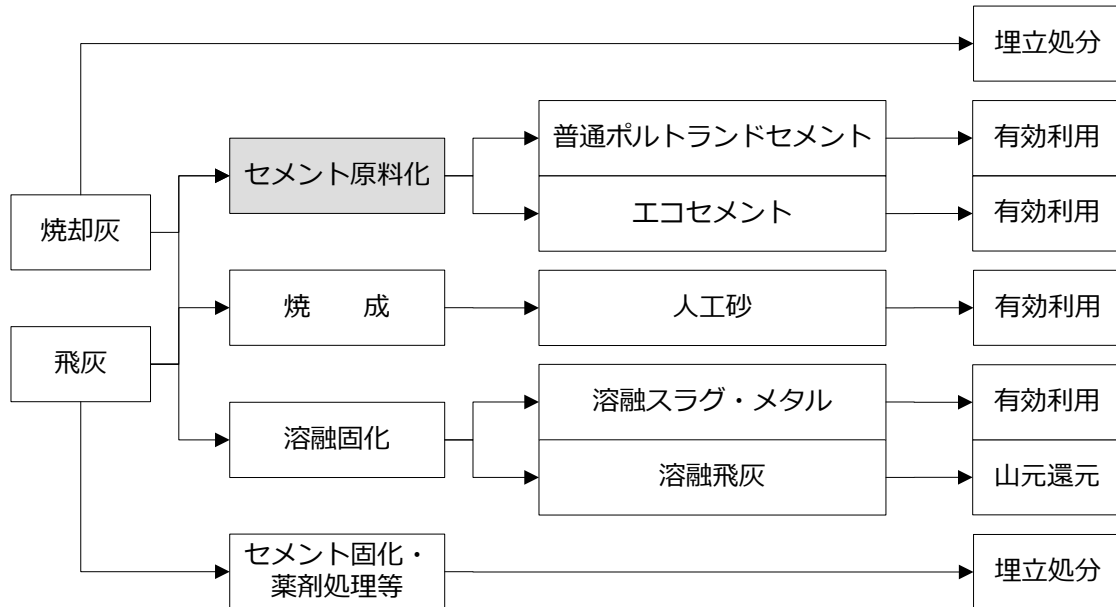 埋立処分
普通ポルトランドセメント
有効利用
セメント原料化
焼却灰
エコセメント
有効利用
焼　　成
人工砂
有効利用
飛灰
溶融スラグ・メタル
有効利用
溶融固化
溶融飛灰
山元還元
セメント固化・
薬剤処理等
埋立処分